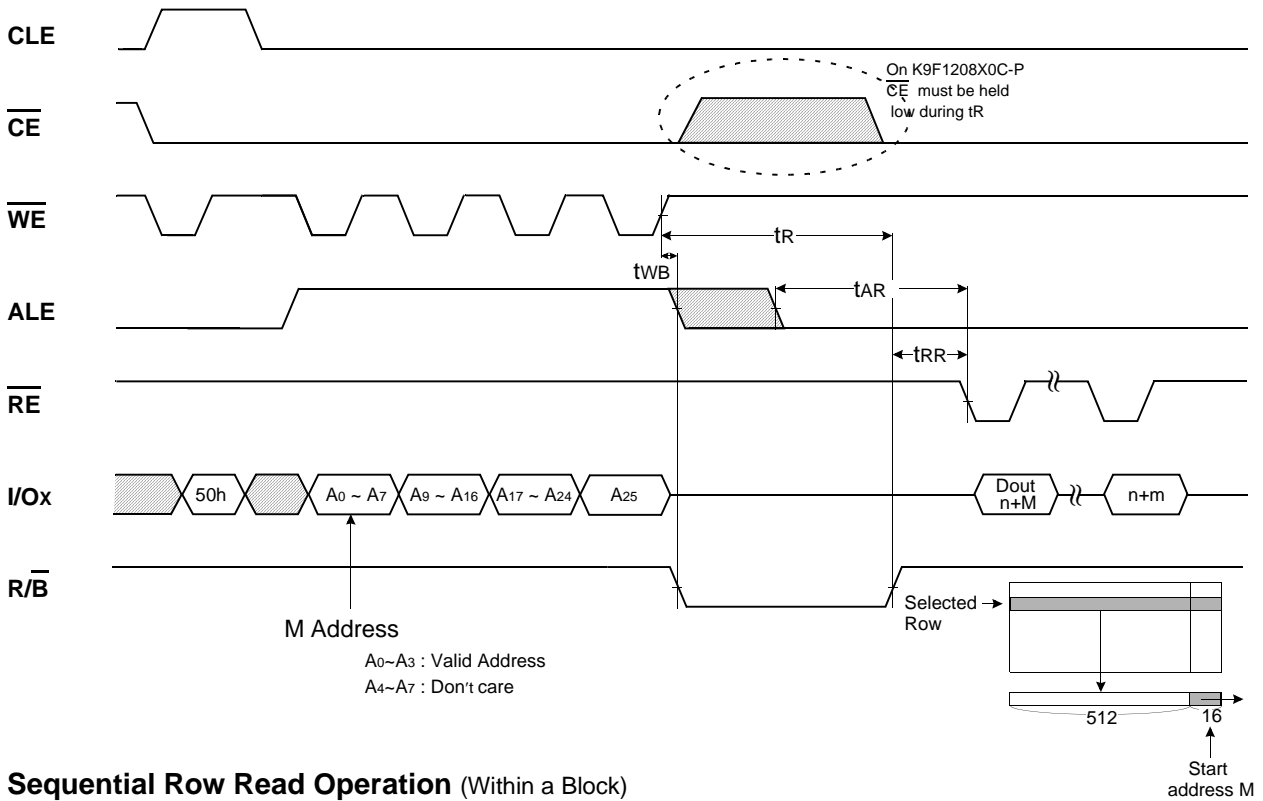 CLE
On K9F1208X0C-P
CE must be held
low during tR
CE
WE
tR
tWB
tAR
ALE
tRR
RE
I/Ox
50h
A0 ~ A7
A9 ~ A16
A17 ~ A24
A25
Dout
n+M
n+m
R/B
Selected
Row
M Address
A0~A3 : Valid Address
A4~A7 : Don't care
512
16
Start
address M
Sequential Row Read Operation (Within a Block)